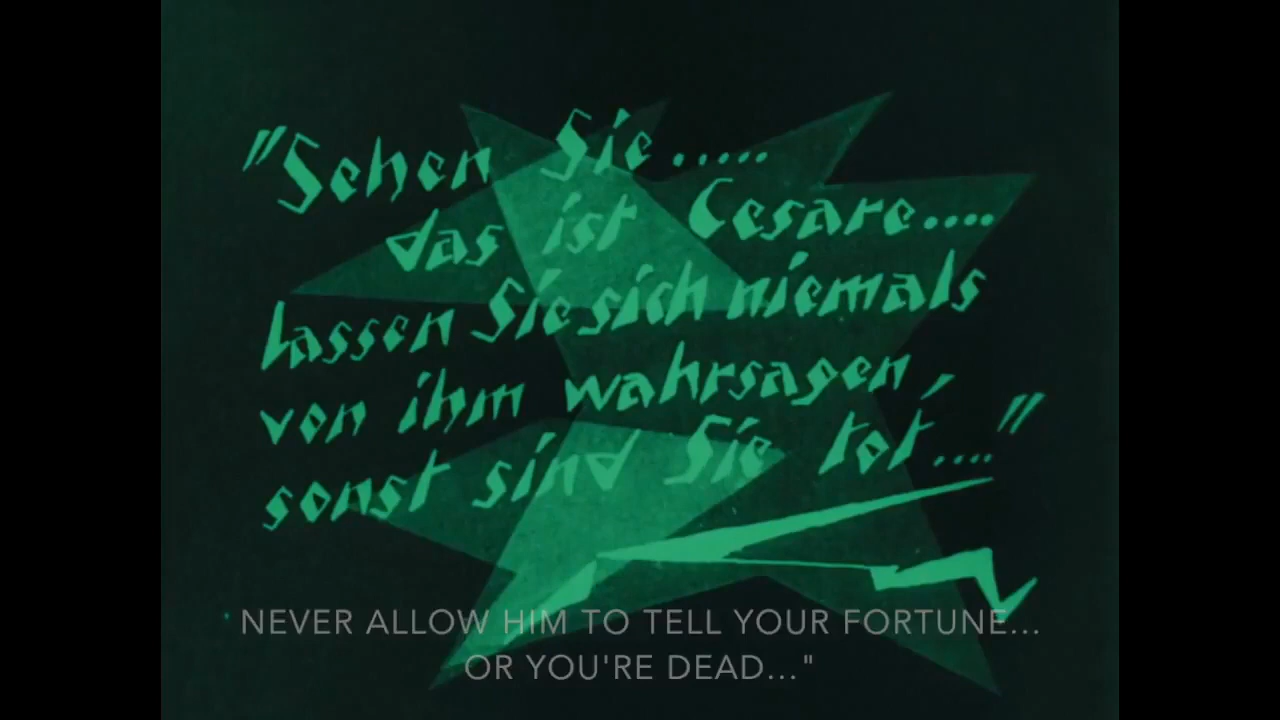 "Sehen Sie.....
das ist Cesare....
lassen Sie sich niemals
von ihm wahrsagen,
sonst sind Sie tot...."
NEVER ALLOW HIM TO TELL YOUR FORTUNE...
OR YOU'RE DEAD..."